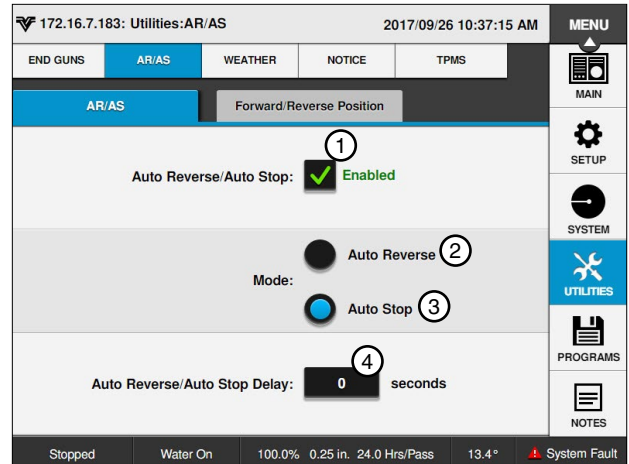 172.16.7.183: Utilities:AR/AS 2017/09/26 10:37:15 AM MENU
END GUNS AR/AS WEATHER NOTICE TPMS
MAIN
AR/AS Forward/Reverse Position
1
SETUP
Auto Reverse/Auto Stop: Enabled
SYSTEM
Auto Reverse 2
Mode:
UTILITIES
Auto Stop 3
PROGRAMS
4
Auto Reverse/Auto Stop Delay: 0 seconds
NOTES
Stopped Water On 100.0% 0.25 in. 24.0 Hrs/Pass 13.4° System Fault